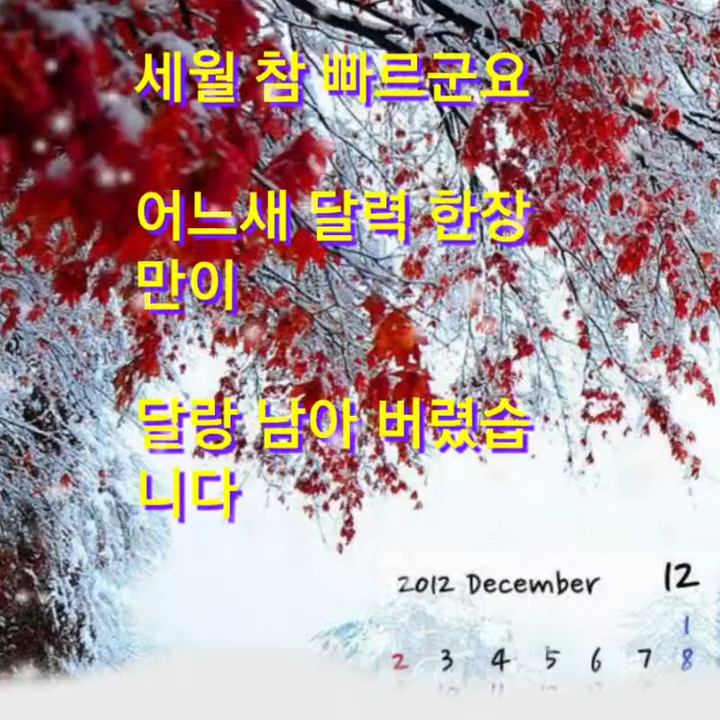 세월 참 빠르군요
어느새 달력 한장
만이
달랑 남아 버렸습
니다
2012 December 12
1
2 3 4 5 6 7 8